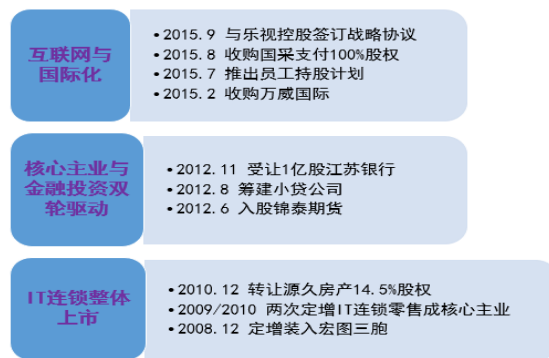 互联网与
国际化
•2015.9 与乐视控股签订战略协议
•2015.8 收购国采支付100%股权
•2015.7 推出员工持股计划
•2015.2 收购万威国际
核心主业与
金融投资双
轮驱动
•2012.11 受让1亿股江苏银行
•2012.8 筹建小贷公司
•2012.6 入股锦泰期货
IT连锁整体
上市
•2010.12 转让源久房产14.5%股权
•2009/2010 两次定增IT连锁零售成核心主业
•2008.12 定增装入宏图三胞